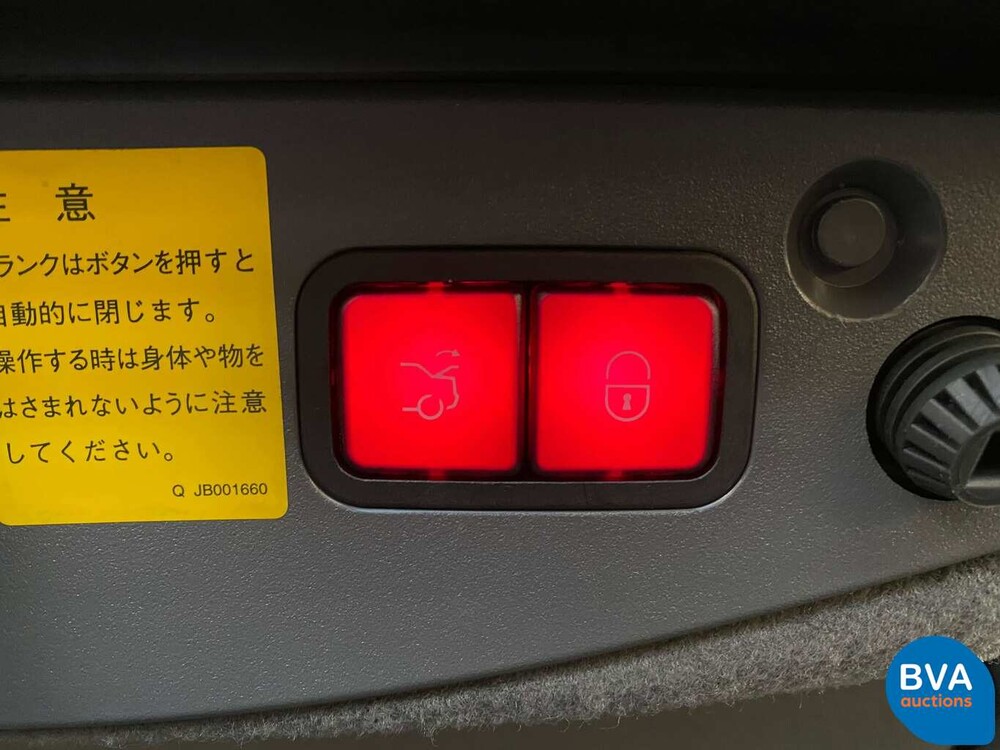 注 意
ランクはボタンを押すと
自動的に閉じます。
操作する時は身体や物を
はさまれないように注意
してください。
Q JB001660
BVA
auctions